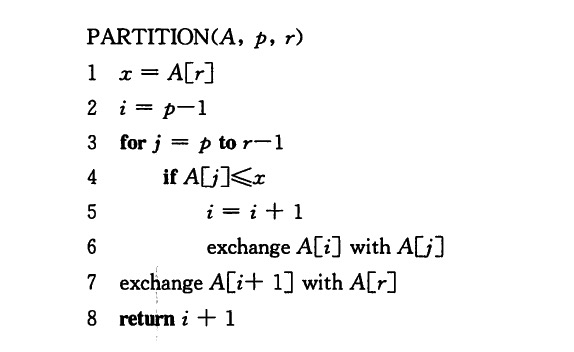 PARTITION(A, p, r)
1 x = A[r]
2 i = p-1
3 for j = p to r-1
4 if A[j]⩽x
5 i = i + 1
6 exchange A[i] with A[j]
7 exchange A[i+ 1] with A[r]
8 return i + 1